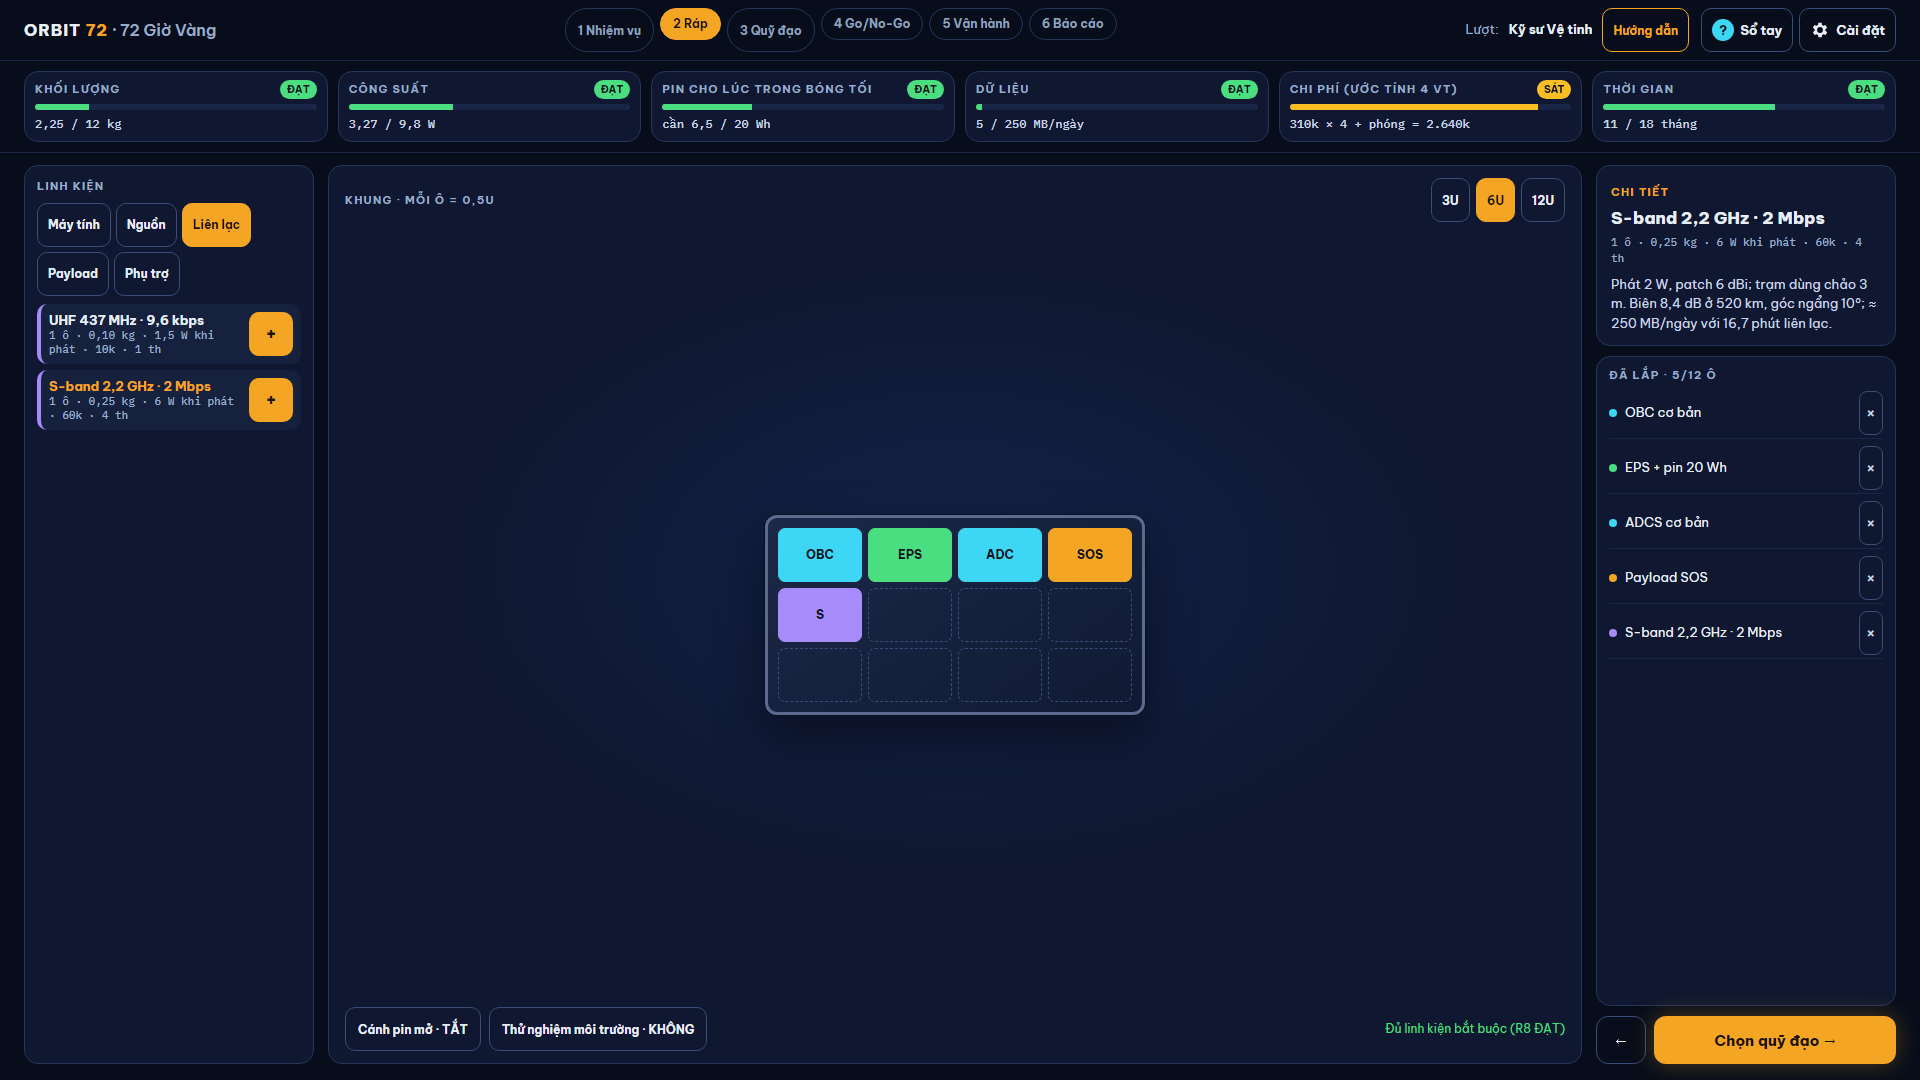 ORBIT 72 · 72 Giờ Vàng
1 Nhiệm vụ
2 Ráp
3 Quỹ đạo
4 Go/No-Go
5 Vận hành
6 Báo cáo
Lượt: Kỹ sư Vệ tinh
Hướng dẫn
? Sổ tay
Cài đặt
KHỐI LƯỢNG ĐẠT
2,25 / 12 kg
CÔNG SUẤT ĐẠT
3,27 / 9,8 W
PIN CHO LÚC TRONG BÓNG TỐI ĐẠT
cần 6,5 / 20 Wh
DỮ LIỆU ĐẠT
5 / 250 MB/ngày
CHI PHÍ (ƯỚC TÍNH 4 VT) SÁT
310k × 4 + phóng = 2.640k
THỜI GIAN ĐẠT
11 / 18 tháng
LINH KIỆN
Máy tính
Nguồn
Liên lạc
Payload
Phụ trợ
UHF 437 MHz · 9,6 kbps
1 ô · 0,10 kg · 1,5 W khi
phát · 10k · 1 th
+
S-band 2,2 GHz · 2 Mbps
1 ô · 0,25 kg · 6 W khi phát
· 60k · 4 th
+
KHUNG · MỖI Ô = 0,5U
3U
6U
12U
OBC
EPS
ADC
SOS
S
Cánh pin mở · TẮT
Thử nghiệm môi trường · KHÔNG
Đủ linh kiện bắt buộc (R8 ĐẠT)
CHI TIẾT
S-band 2,2 GHz · 2 Mbps
1 ô · 0,25 kg · 6 W khi phát · 60k · 4
th
Phát 2 W, patch 6 dBi; trạm dùng chảo 3
m. Biên 8,4 dB ở 520 km, góc ngẩng 10°; ≈
250 MB/ngày với 16,7 phút liên lạc.
ĐÃ LẮP · 5/12 Ô
OBC cơ bản ×
EPS + pin 20 Wh ×
ADCS cơ bản ×
Payload SOS ×
S-band 2,2 GHz · 2 Mbps ×
←
Chọn quỹ đạo →